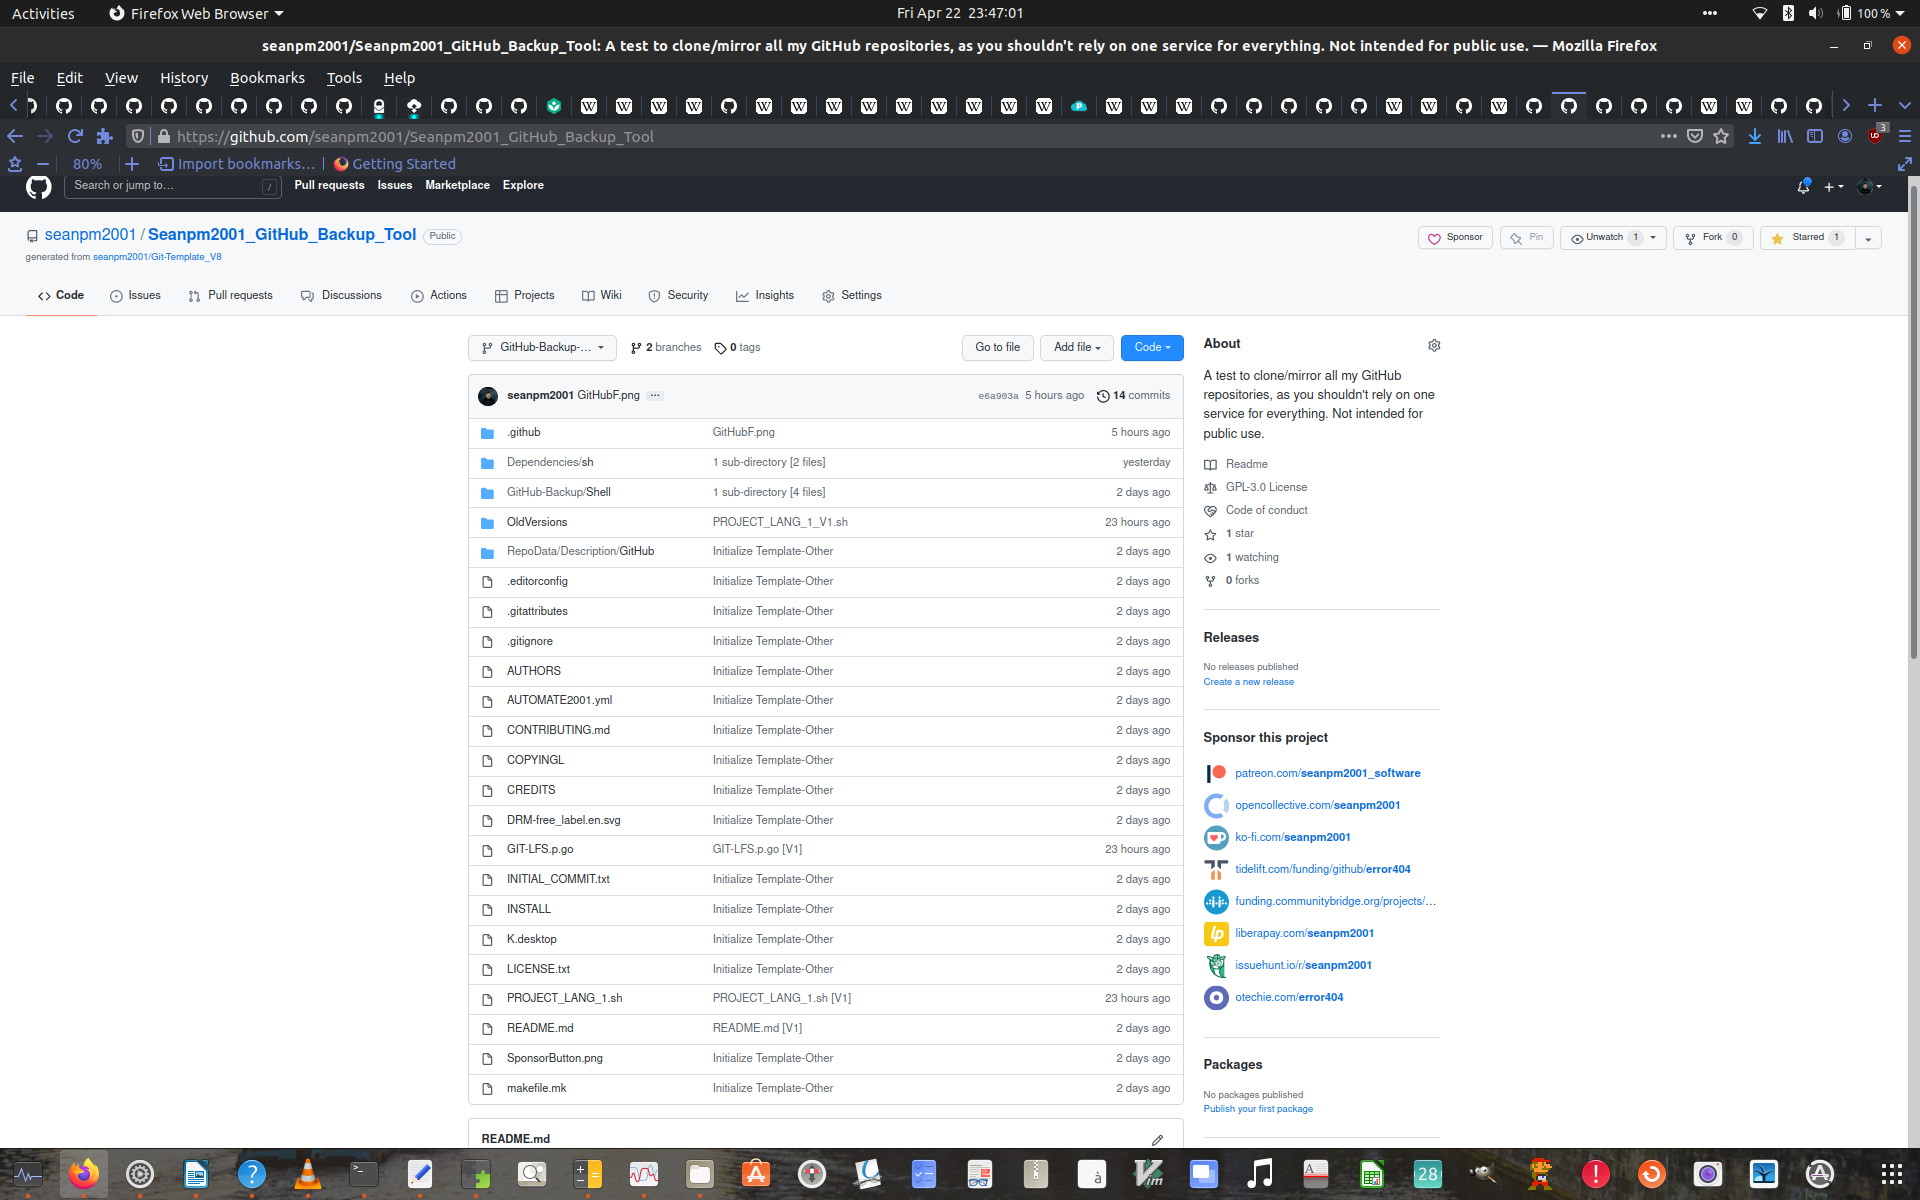 Activities Firefox Web Browser Fri Apr 22 23:47:01 100 %
seanpm2001/Seanpm2001_GitHub_Backup_Tool: A test to clone/mirror all my GitHub repositories, as you shouldn't rely on one service for everything. Not intended for public use. — Mozilla Firefox
File Edit View History Bookmarks Tools Help
https://github.com/seanpm2001/Seanpm2001_GitHub_Backup_Tool 3
80% Import bookmarks... Getting Started
Search or jump to... / Pull requests Issues Marketplace Explore
seanpm2001 / Seanpm2001_GitHub_Backup_Tool Public Sponsor Pin Unwatch 1 Fork 0 Starred 1
generated from seanpm2001/Git-Template_V8
Code Issues Pull requests Discussions Actions Projects Wiki Security Insights Settings
GitHub-Backup-... 2 branches 0 tags Go to file Add file Code
seanpm2001 GitHubF.png ... e6a903a 5 hours ago 14 commits
.github GitHubF.png 5 hours ago
Dependencies/sh 1 sub-directory [2 files] yesterday
GitHub-Backup/Shell 1 sub-directory [4 files] 2 days ago
OldVersions PROJECT_LANG_1_V1.sh 23 hours ago
RepoData/Description/GitHub Initialize Template-Other 2 days ago
.editorconfig Initialize Template-Other 2 days ago
.gitattributes Initialize Template-Other 2 days ago
.gitignore Initialize Template-Other 2 days ago
AUTHORS Initialize Template-Other 2 days ago
AUTOMATE2001.yml Initialize Template-Other 2 days ago
CONTRIBUTING.md Initialize Template-Other 2 days ago
COPYINGL Initialize Template-Other 2 days ago
CREDITS Initialize Template-Other 2 days ago
DRM-free_label.en.svg Initialize Template-Other 2 days ago
GIT-LFS.p.go GIT-LFS.p.go [V1] 23 hours ago
INITIAL_COMMIT.txt Initialize Template-Other 2 days ago
INSTALL Initialize Template-Other 2 days ago
K.desktop Initialize Template-Other 2 days ago
LICENSE.txt Initialize Template-Other 2 days ago
PROJECT_LANG_1.sh PROJECT_LANG_1.sh [V1] 23 hours ago
README.md README.md [V1] 2 days ago
SponsorButton.png Initialize Template-Other 2 days ago
makefile.mk Initialize Template-Other 2 days ago
README.md
About
A test to clone/mirror all my GitHub
repositories, as you shouldn't rely on one
service for everything. Not intended for
public use.
Readme
GPL-3.0 License
Code of conduct
1 star
1 watching
0 forks
Releases
No releases published
Create a new release
Sponsor this project
patreon.com/seanpm2001_software
opencollective.com/seanpm2001
ko-fi.com/seanpm2001
tidelift.com/funding/github/error404
funding.communitybridge.org/projects/...
liberapay.com/seanpm2001
issuehunt.io/r/seanpm2001
otechie.com/error404
Packages
No packages published
Publish your first package
28